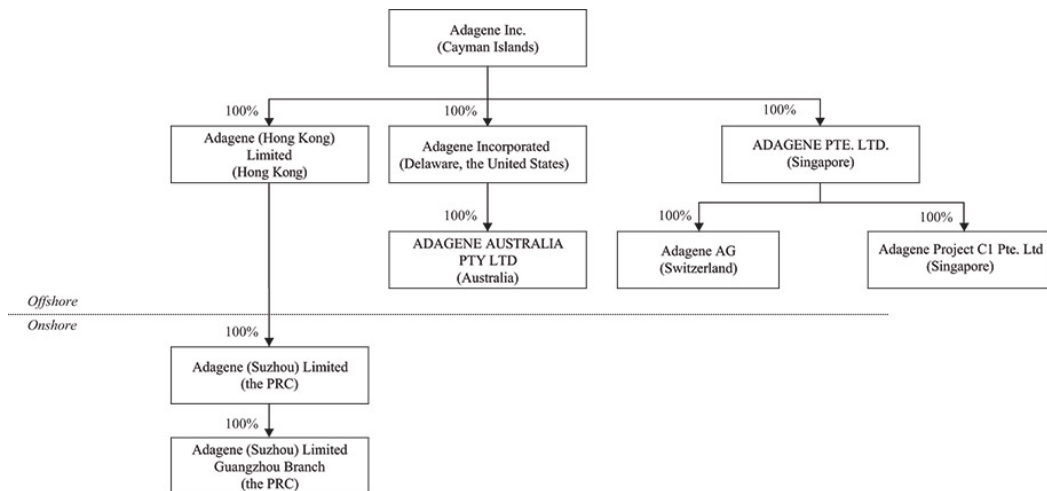 Adagene Inc.
(Cayman Islands)
100%
100%
100%
Adagene (Hong Kong)
Limited
(Hong Kong)
Adagene Incorporated
(Delaware, the United States)
ADAGENE PTE. LTD.
(Singapore)
100%
100%
100%
ADAGENE AUSTRALIA
PTY LTD
(Australia)
Adagene AG
(Switzerland)
Adagene Project C1 Pte. Ltd
(Singapore)
Offshore
Onshore
100%
Adagene (Suzhou) Limited
(the PRC)
100%
Adagene (Suzhou) Limited
Guangzhou Branch
(the PRC)